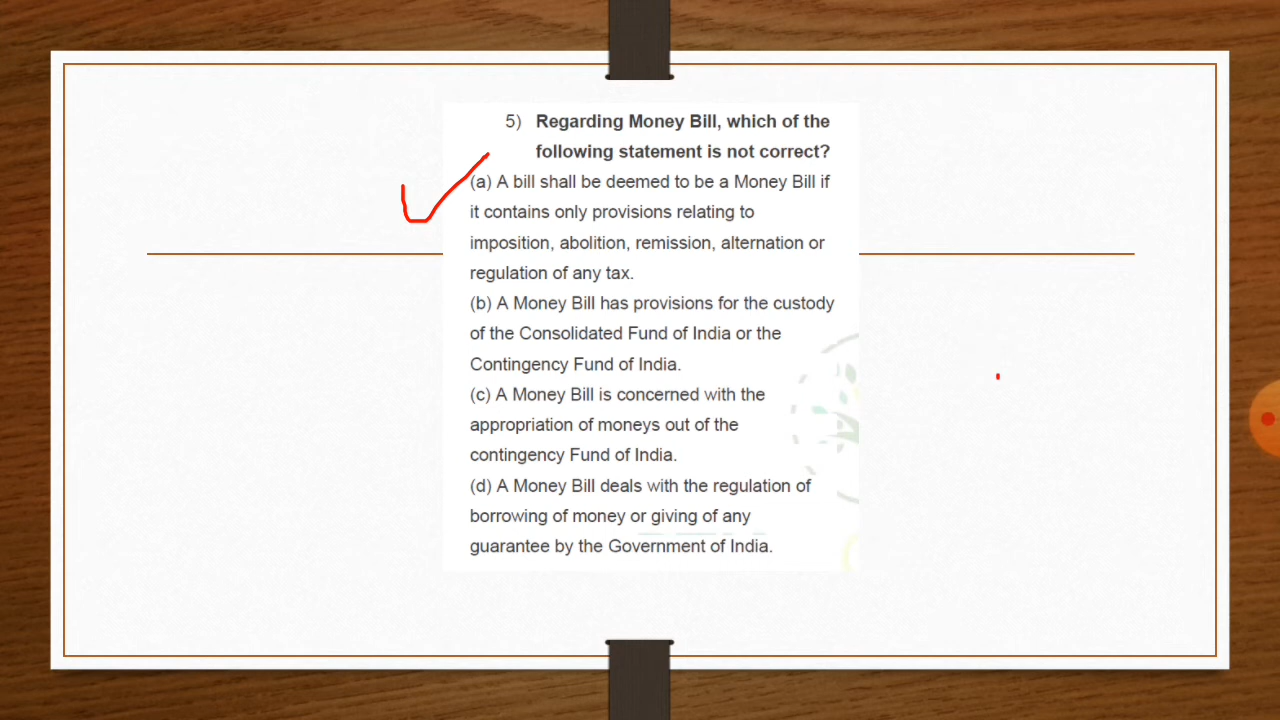 5) Regarding Money Bill, which of the
following statement is not correct?
(a) A bill shall be deemed to be a Money Bill if
it contains only provisions relating to
imposition, abolition, remission, alternation or
regulation of any tax.
(b) A Money Bill has provisions for the custody
of the Consolidated Fund of India or the
Contingency Fund of India.
(c) A Money Bill is concerned with the
appropriation of moneys out of the
contingency Fund of India.
(d) A Money Bill deals with the regulation of
borrowing of money or giving of any
guarantee by the Government of India.